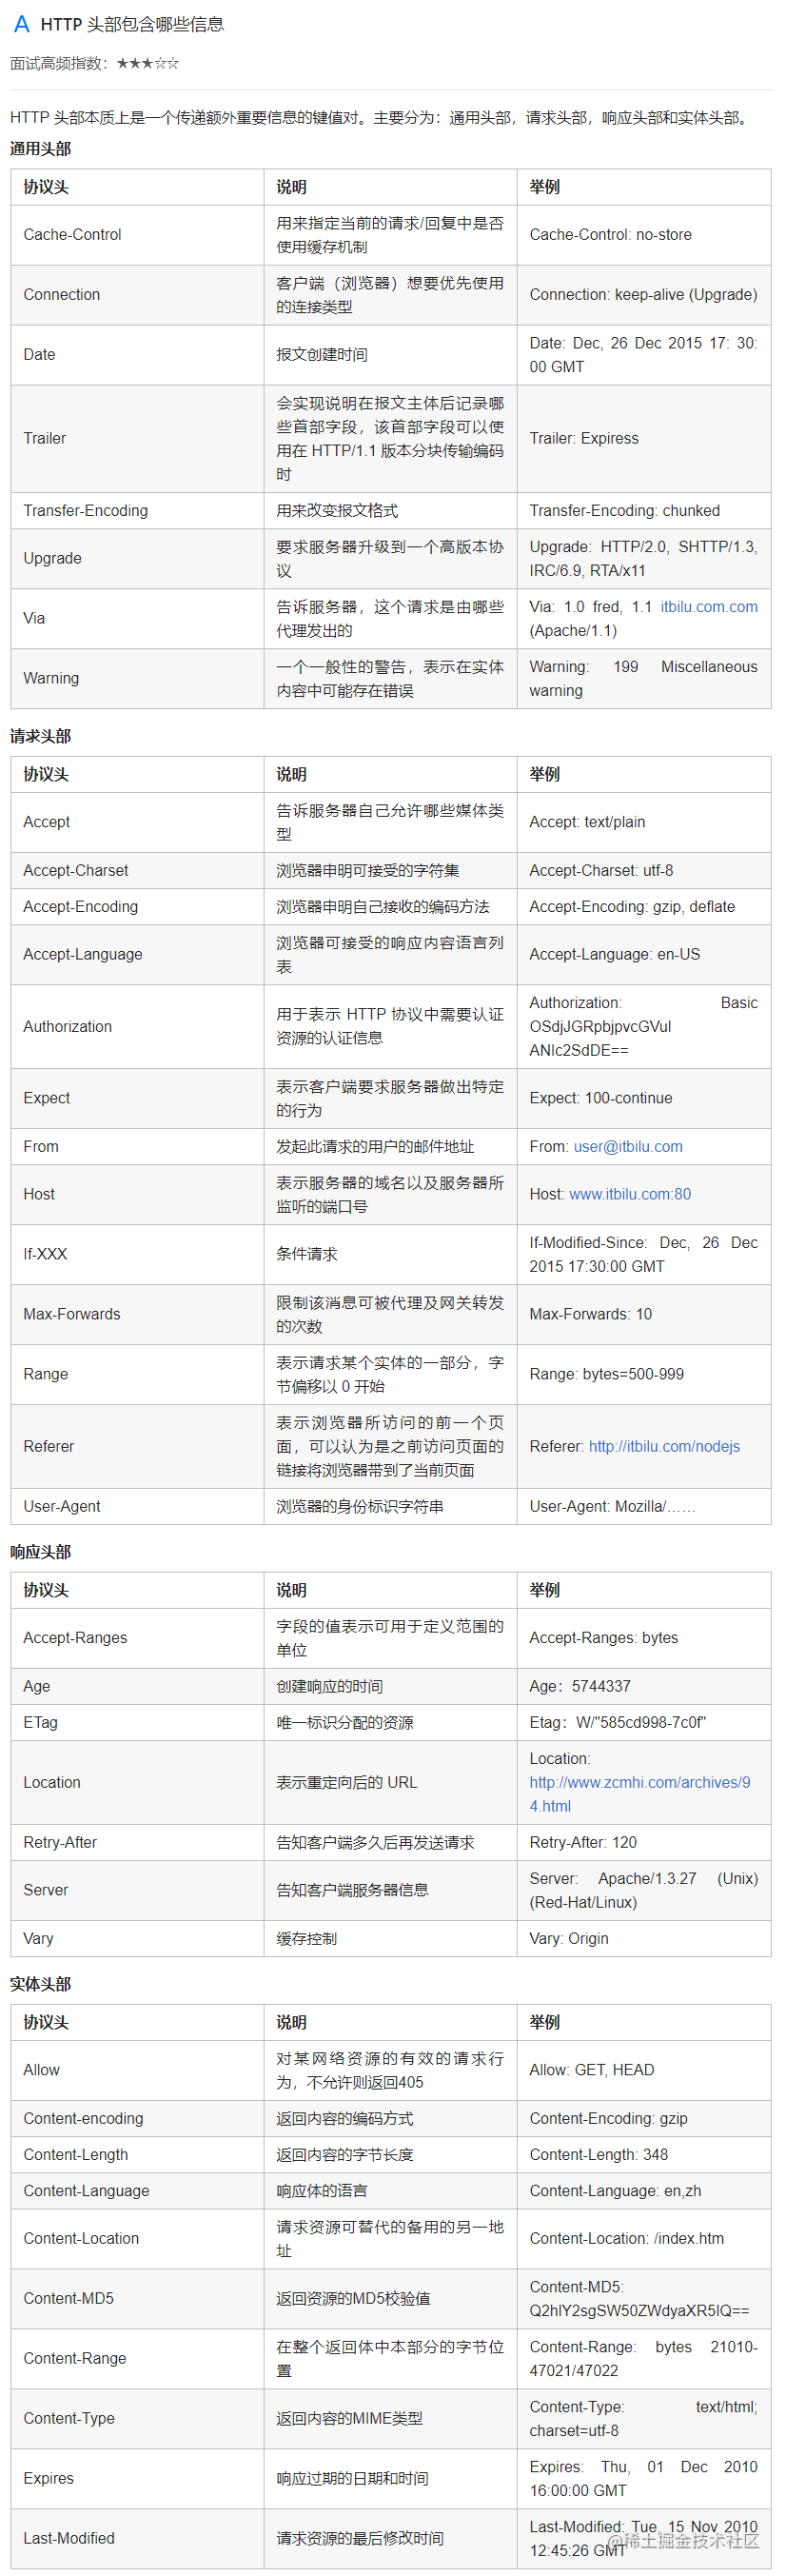 A HTTP 头部包含哪些信息
面试高频指数：★★★☆☆
HTTP 头部本质上是一个传递额外重要信息的键值对。主要分为：通用头部，请求头部，响应头部和实体头部。
通用头部
协议头 说明 举例
Cache-Control 用来指定当前的请求/回复中是否 Cache-Control: no-store
使用缓存机制
Connection 客户端（浏览器）想要优先使用 Connection: keep-alive (Upgrade)
的连接类型
Date 报文创建时间 Date: Dec, 26 Dec 2015 17: 30:
00 GMT
Trailer 会实现说明在报文主体后记录哪 Trailer: Expiress
些首部字段，该首部字段可以使
用在 HTTP/1.1 版本分块传输编码
时
Transfer-Encoding 用来改变报文格式 Transfer-Encoding: chunked
Upgrade 要求服务器升级到一个高版本协 Upgrade: HTTP/2.0, SHTTP/1.3,
议 IRC/6.9, RTA/x11
Via 告诉服务器，这个请求是由哪些 Via: 1.0 fred, 1.1 itbilu.com.com
代理发出的 (Apache/1.1)
Warning 一个一般性的警告，表示在实体 Warning: 199 Miscellaneous
内容中可能存在错误 warning
请求头部
协议头 说明 举例
Accept 告诉服务器自己允许哪些媒体类 Accept: text/plain
型
Accept-Charset 浏览器申明可接受的字符集 Accept-Charset: utf-8
Accept-Encoding 浏览器申明自己接收的编码方法 Accept-Encoding: gzip, deflate
Accept-Language 浏览器可接受的响应内容语言列 Accept-Language: en-US
表
Authorization 用于表示 HTTP 协议中需要认证 Authorization: Basic
资源的认证信息 OSdjJGRpbjpvcGVul
ANIc2SdDE==
Expect 表示客户端要求服务器做出特定 Expect: 100-continue
的行为
From 发起此请求的用户的邮件地址 From: user@itbilu.com
Host 表示服务器的域名以及服务器所 Host: www.itbilu.com:80
监听的端口号
If-XXX 条件请求 If-Modified-Since: Dec, 26 Dec
2015 17:30:00 GMT
Max-Forwards 限制该消息可被代理及网关转发 Max-Forwards: 10
的次数
Range 表示请求某个实体的一部分，字 Range: bytes=500-999
节偏移以 0 开始
Referer 表示浏览器所访问的前一个页 Referer: http://itbilu.com/nodejs
面，可以认为是之前访问页面的
链接将浏览器带到了当前页面
User-Agent 浏览器的身份标识字符串 User-Agent: Mozilla/……
响应头部
协议头 说明 举例
Accept-Ranges 字段的值表示可用于定义范围的 Accept-Ranges: bytes
单位
Age 创建响应的时间 Age：5744337
ETag 唯一标识分配的资源 Etag：W/"585cd998-7c0f"
Location 表示重定向后的 URL Location:
http://www.zcmhi.com/archives/9
4.html
Retry-After 告知客户端多久后再发送请求 Retry-After: 120
Server 告知客户端服务器信息 Server: Apache/1.3.27 (Unix)
(Red-Hat/Linux)
Vary 缓存控制 Vary: Origin
实体头部
协议头 说明 举例
Allow 对某网络资源的有效的请求行 Allow: GET, HEAD
为，不允许则返回405
Content-encoding 返回内容的编码方式 Content-Encoding: gzip
Content-Length 返回内容的字节长度 Content-Length: 348
Content-Language 响应体的语言 Content-Language: en,zh
Content-Location 请求资源可替代的备用的另一地 Content-Location: /index.htm
址
Content-MD5 返回资源的MD5校验值 Content-MD5:
Q2hlY2sgSW50ZWdyaXR5IQ==
Content-Range 在整个返回体中本部分的字节位 Content-Range: bytes 21010-
置 47021/47022
Content-Type 返回内容的MIME类型 Content-Type: text/html;
charset=utf-8
Expires 响应过期的日期和时间 Expires: Thu, 01 Dec 2010
16:00:00 GMT
Last-Modified 请求资源的最后修改时间 Last-Modified: Tue, 15 Nov 2010
12:45:26 GMT
@稀土掘金技术社区